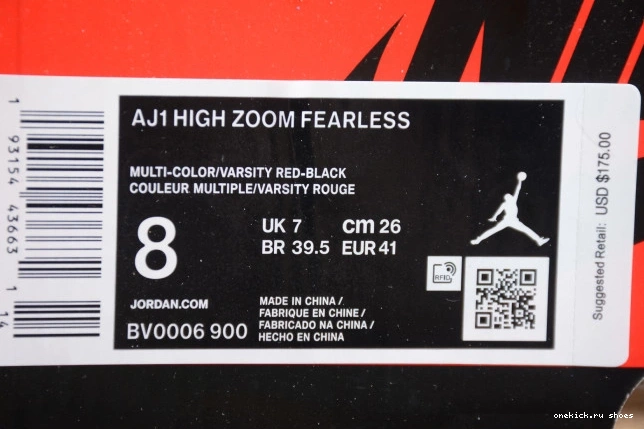 AJ1 HIGH ZOOM FEARLESS
MULTI-COLOR/VARSITY RED-BLACK
COULEUR MULTIPLE/VARSITY ROUGE
8
UK 7 cm 26
BR 39.5 EUR 41
JORDAN.COM
BV0006 900
MADE IN CHINA /
FABRIQUE EN CHINE /
FABRICADO NA CHINA /
HECHO EN CHINA
RFID
Suggested Retail: USD $175.00
1 93154 43663 1 14
onekick.ru shoes